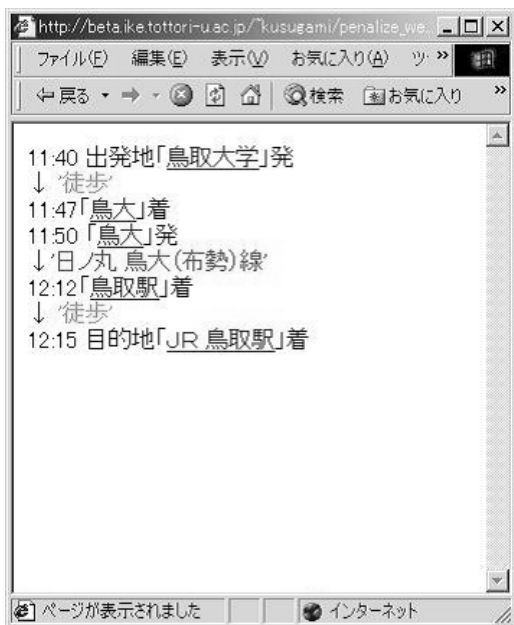 http://beta.ike.tottori-u.ac.jp/~kusugami/penalize_we...
ファイル(F) 編集(E) 表示(V) お気に入り(A) ツ »
戻る 検索 お気に入り »
11:40 出発地「鳥取大学」発
↓ '徒歩'
11:47「鳥大」着
11:50 「鳥大」発
↓'日ノ丸 鳥大(布勢)線'
12:12「鳥取駅」着
↓ '徒歩'
12:15 目的地「JR 鳥取駅」着
ページが表示されました インターネット